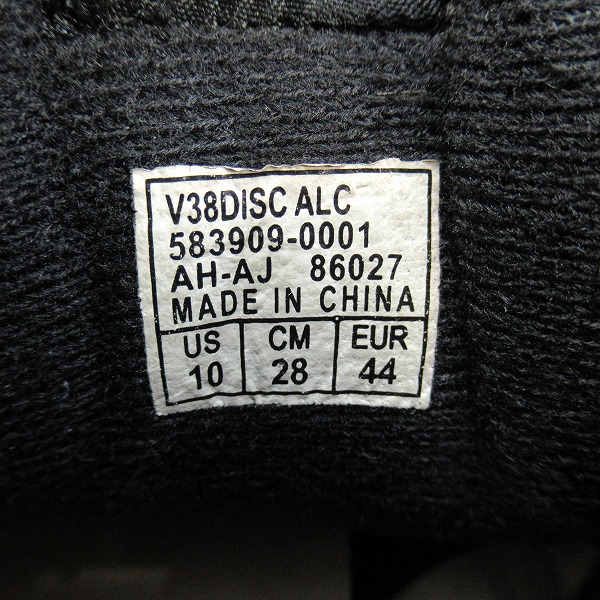 V38DISC ALC
583909-0001
AH-AJ 86027
MADE IN CHINA
US CM EUR
10 28 44